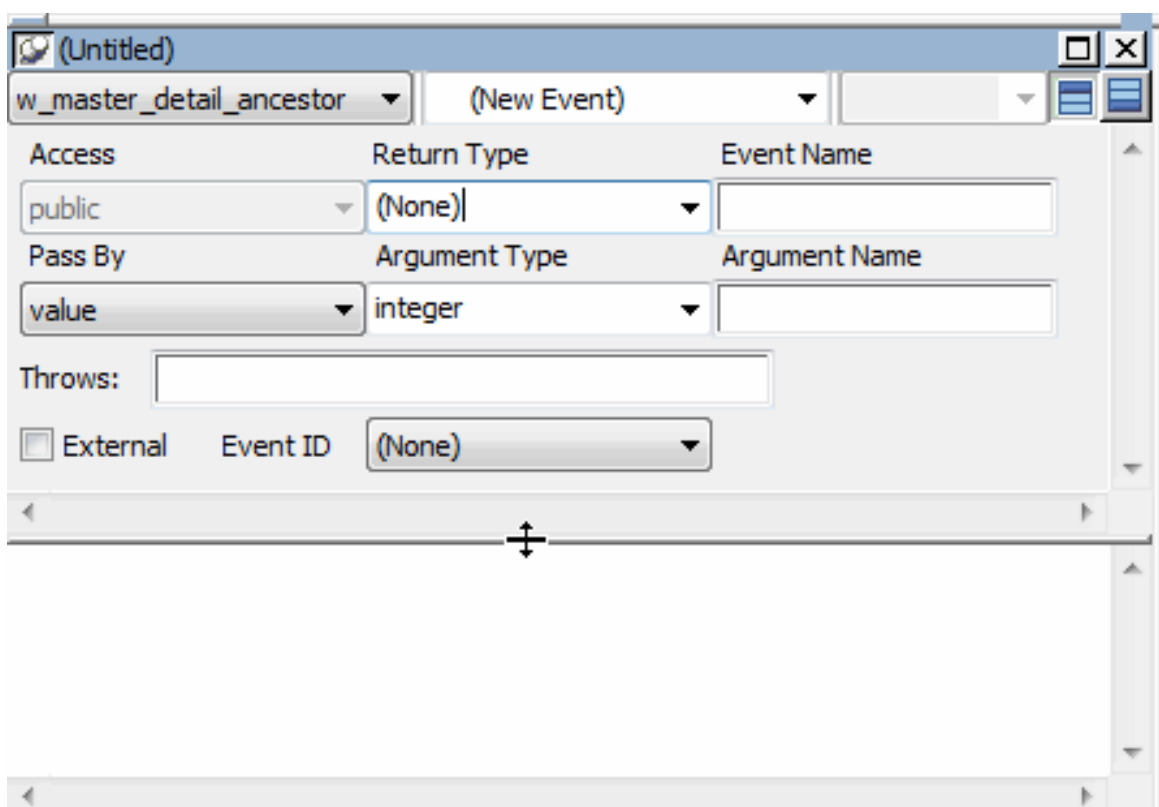 (Untitled)
w_master_detail_ancestor (New Event)
Access Return Type Event Name
public (None)
Pass By Argument Type Argument Name
value integer
Throws:
External Event ID (None)